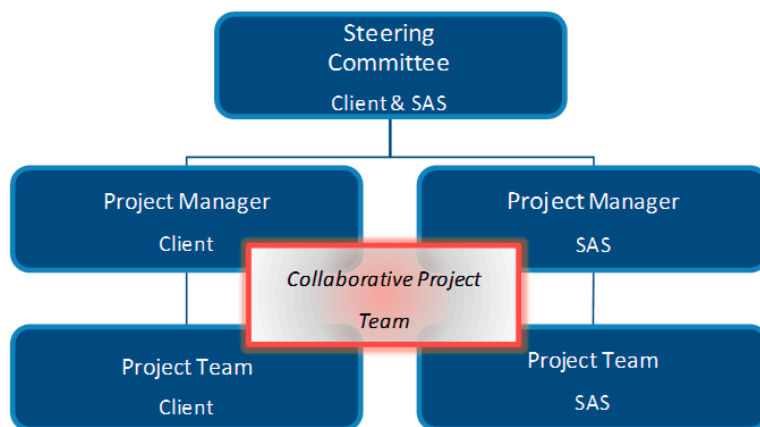 Steering
Committee
Client & SAS
Project Manager
Client
Project Manager
SAS
Collaborative Project
Team
Project Team
Client
Project Team
SAS